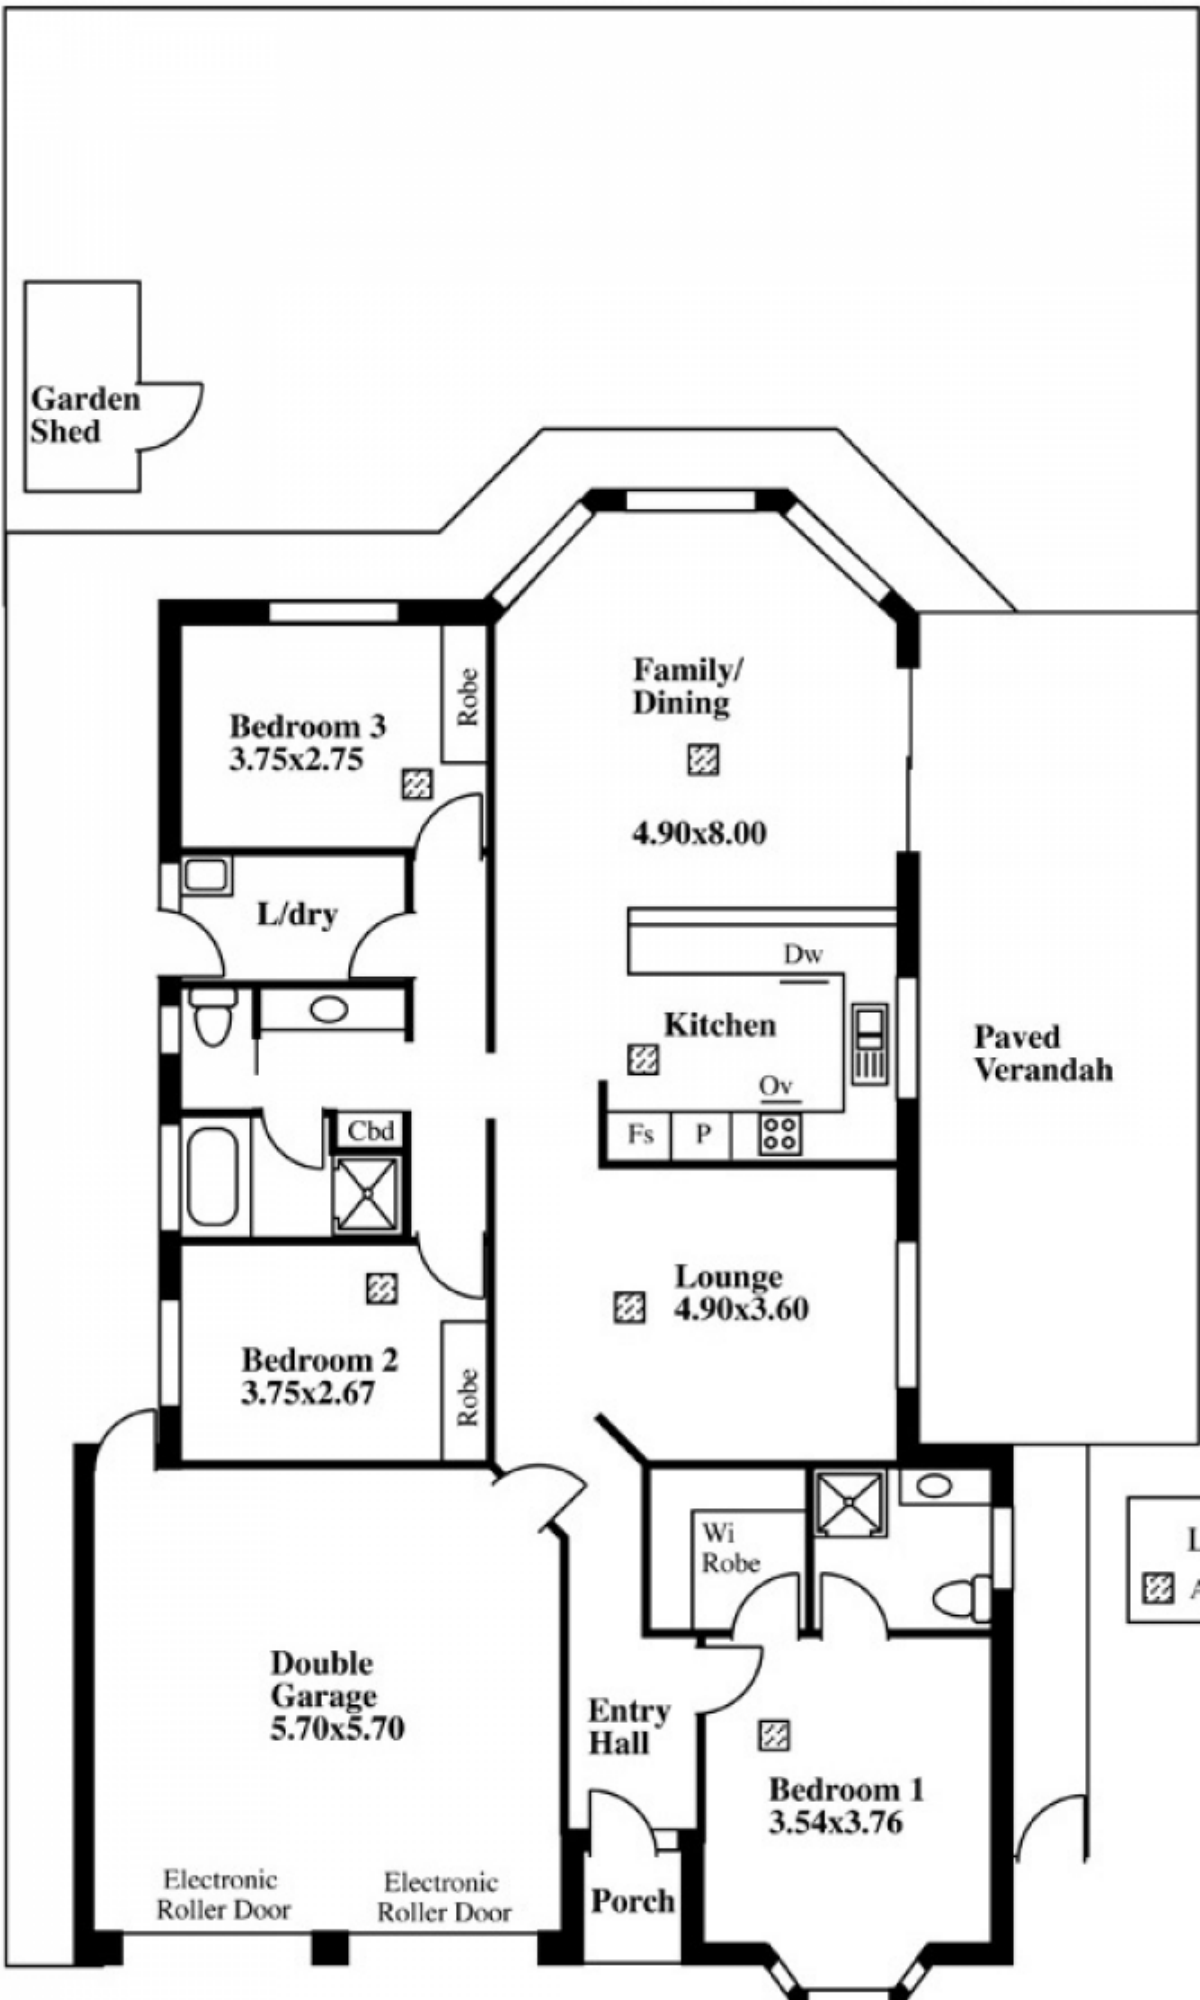 Garden
Shed
Family/
Dining
4.90x8.00
Robe
Bedroom 3
3.75x2.75
L/dry
Dw
Kitchen
Ov
Fs
P
Paved
Verandah
Cbd
Lounge
4.90x3.60
Bedroom 2
3.75x2.67
Robe
Wi
Robe
L
A
Double
Garage
5.70x5.70
Entry
Hall
Bedroom 1
3.54x3.76
Electronic
Roller Door
Electronic
Roller Door
Porch